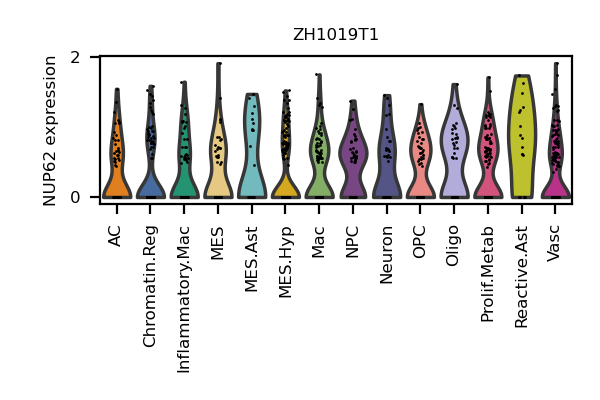 ZH1019T1
NUP62 expression
2
0
AC
Chromatin.Reg
Inflammatory.Mac
MES
MES.Ast
MES.Hyp
Mac
NPC
Neuron
OPC
Oligo
Prolif.Metab
Reactive.Ast
Vasc